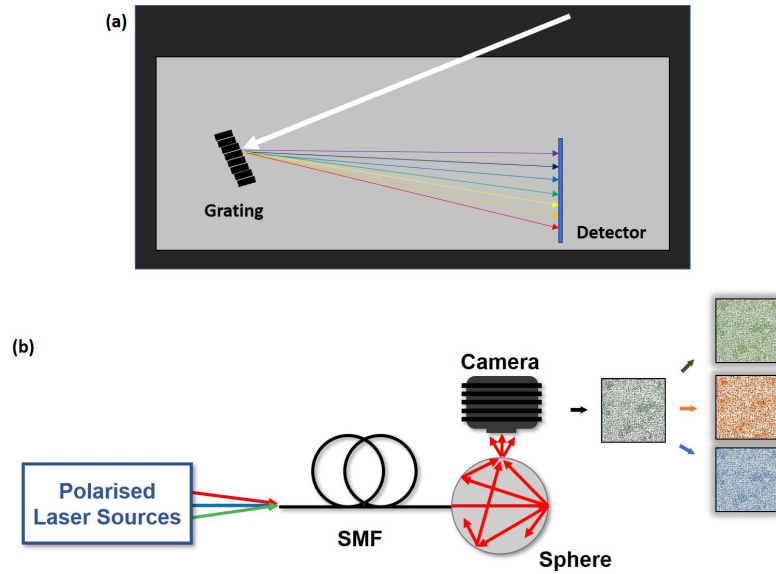 (a)
Grating
Detector
(b)
Camera
Polarised
Laser Sources
SMF
Sphere